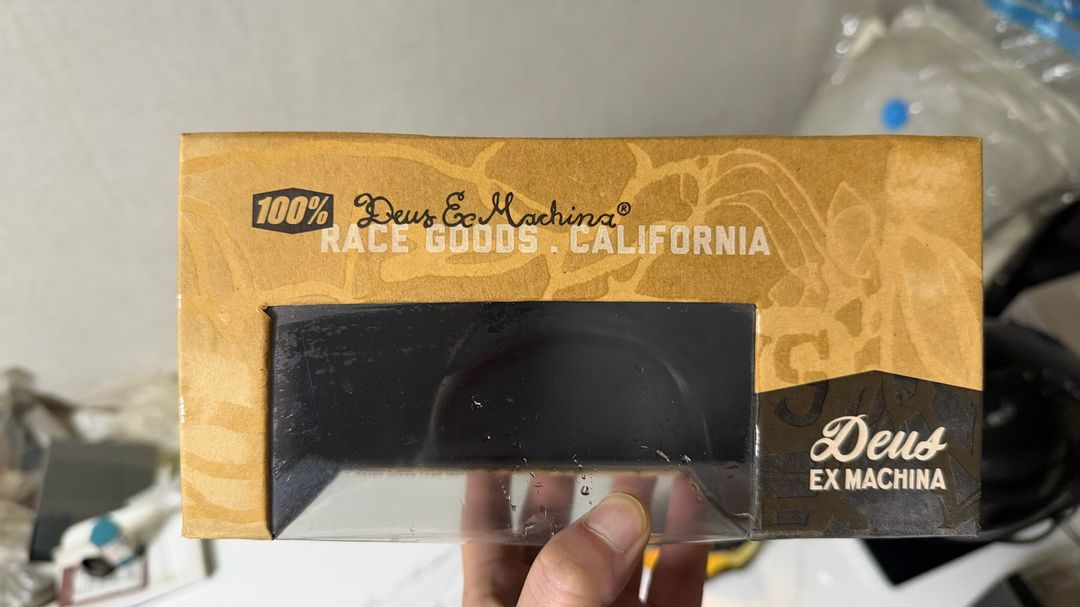 100% Deus Ex Machina®
RACE GOODS . CALIFORNIA
Deus
EX MACHINA